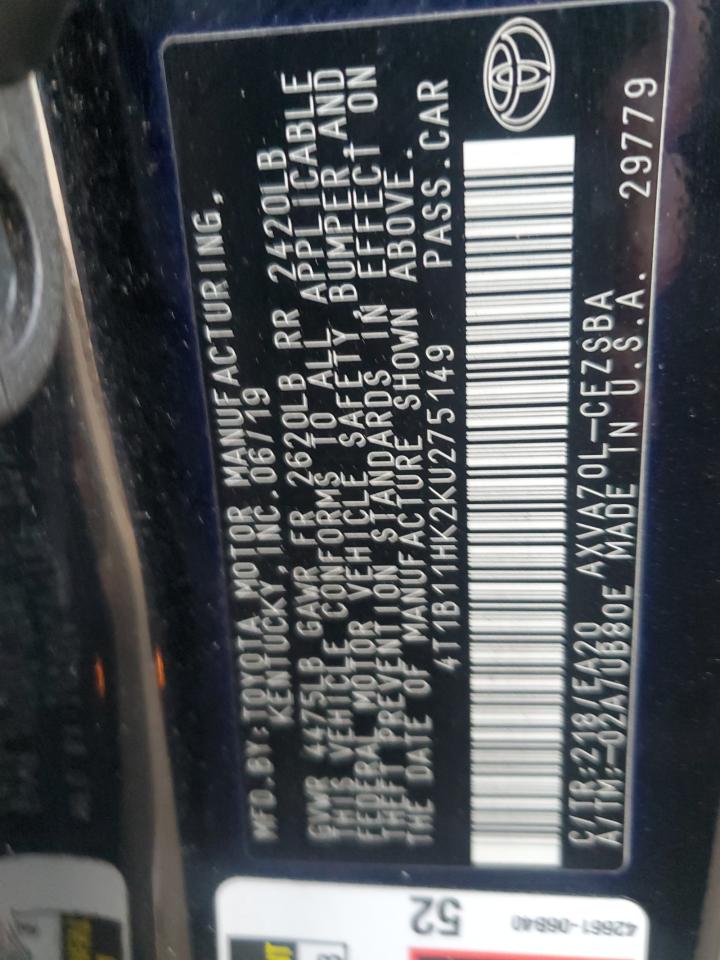 MFD.BY:TOYOTA MOTOR MANUFACTURING,
KENTUCKY,INC.06/19
GVWR 4475LB GAWR FR 2620LB RR 2420LB
THIS VEHICLE CONFORMS TO ALL APPLICABLE
FEDERAL MOTOR VEHICLE SAFETY,BUMPER,AND
THEFT PREVENTION STANDARDS IN EFFECT ON
THE DATE OF MANUFACTURE SHOWN ABOVE.
4T1B11HK2KU275149 PASS.CAR
C/TR:218/EA20 AXVA70L-CEZSBA
A/TM:-02A/UB80E MADE IN U.S.A. 29779
52
42661-06B40